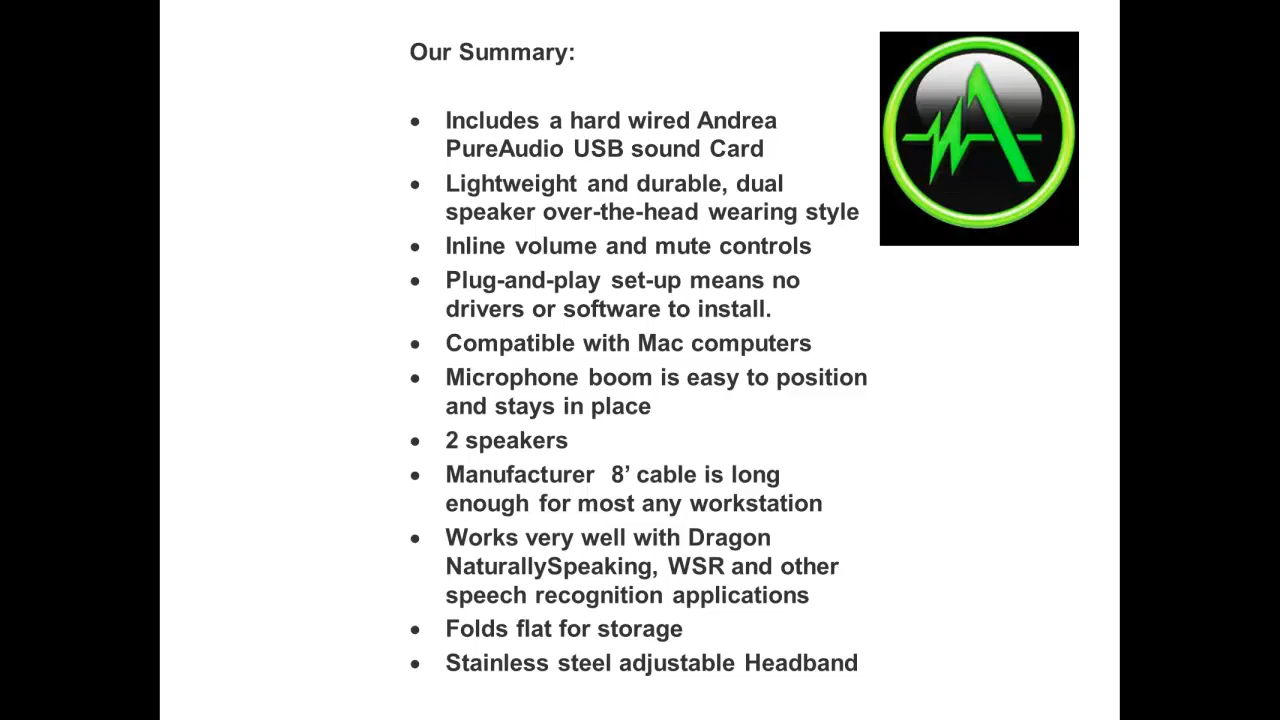 Our Summary:
• Includes a hard wired Andrea
PureAudio USB sound Card
• Lightweight and durable, dual
speaker over-the-head wearing style
• Inline volume and mute controls
• Plug-and-play set-up means no
drivers or software to install.
• Compatible with Mac computers
• Microphone boom is easy to position
and stays in place
• 2 speakers
• Manufacturer  8’ cable is long
enough for most any workstation
• Works very well with Dragon
NaturallySpeaking, WSR and other
speech recognition applications
• Folds flat for storage
• Stainless steel adjustable Headband